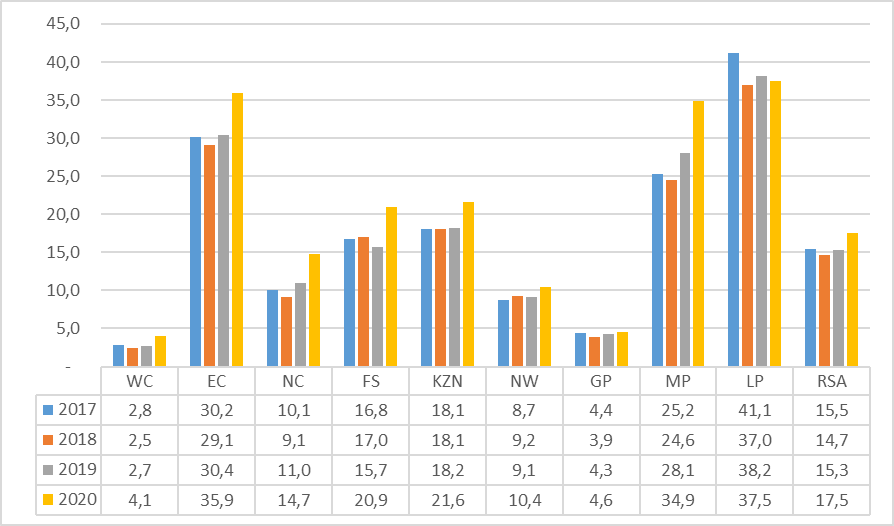 45,0
40,0
35,0
30,0
25,0
20,0
15,0
10,0
5,0
-
WC EC NC FS KZN NW GP MP LP RSA
2017 2,8 30,2 10,1 16,8 18,1 8,7 4,4 25,2 41,1 15,5
2018 2,5 29,1 9,1 17,0 18,1 9,2 3,9 24,6 37,0 14,7
2019 2,7 30,4 11,0 15,7 18,2 9,1 4,3 28,1 38,2 15,3
2020 4,1 35,9 14,7 20,9 21,6 10,4 4,6 34,9 37,5 17,5